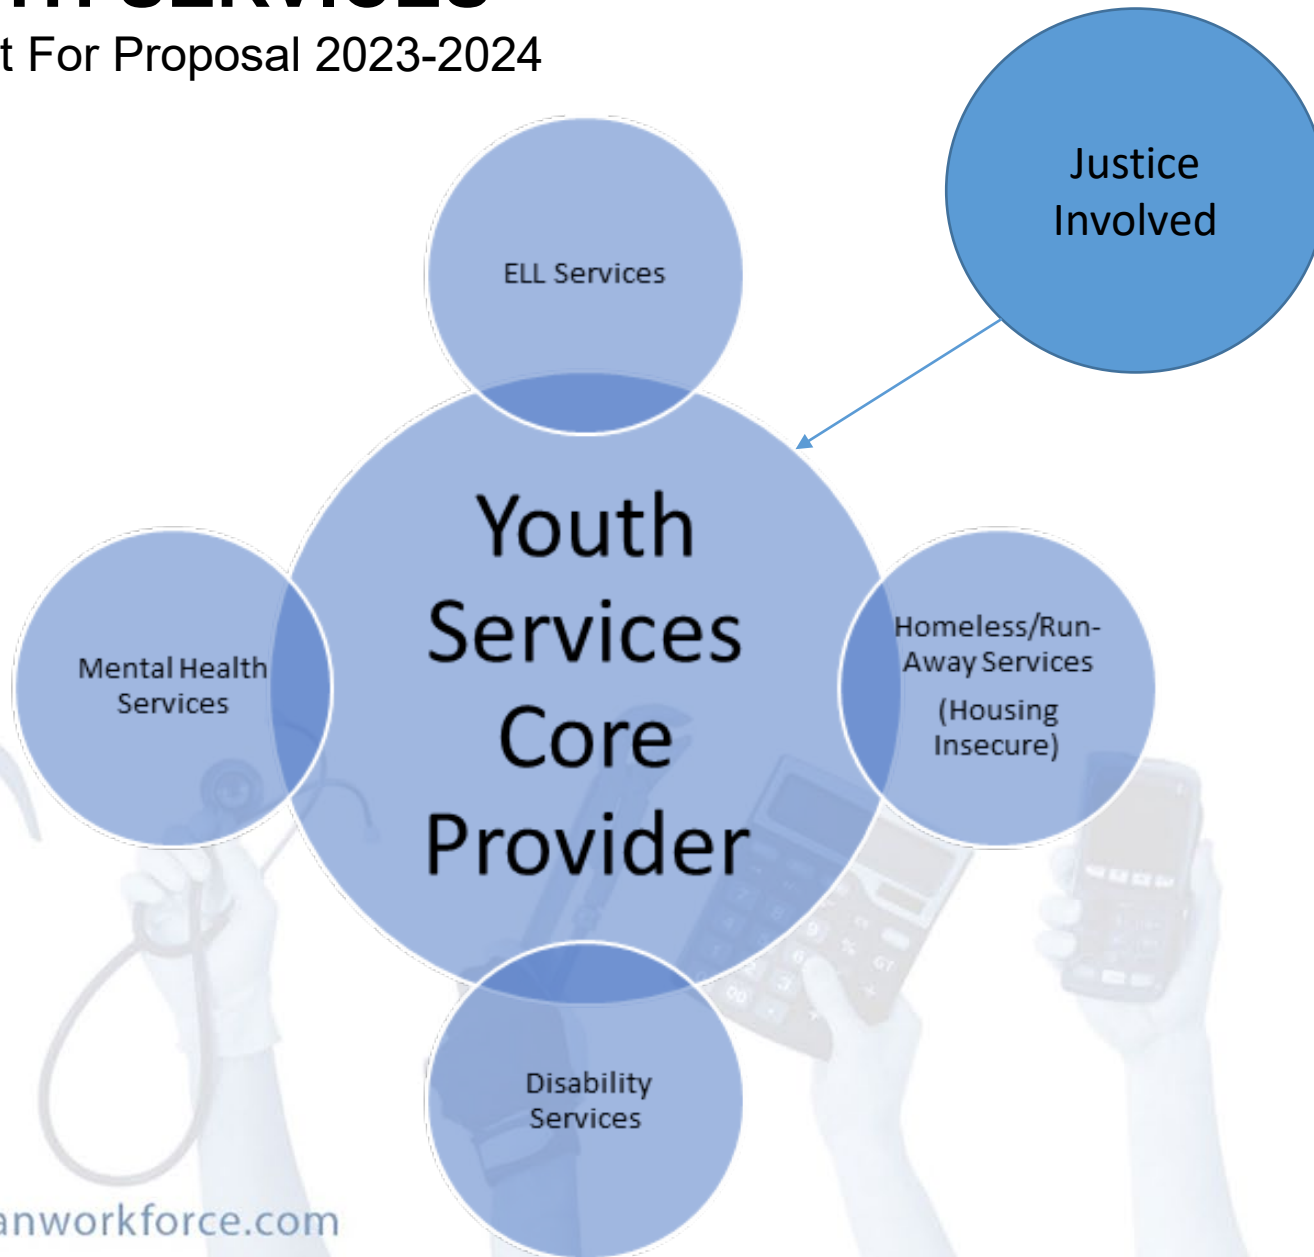 t For Proposal 2023-2024
Justice
Involved
ELL Services
Youth
Services
Core
Provider
Mental Health
Services
Homeless/Run-
Away Services
(Housing
Insecure)
Disability
Services
anworkforce.com